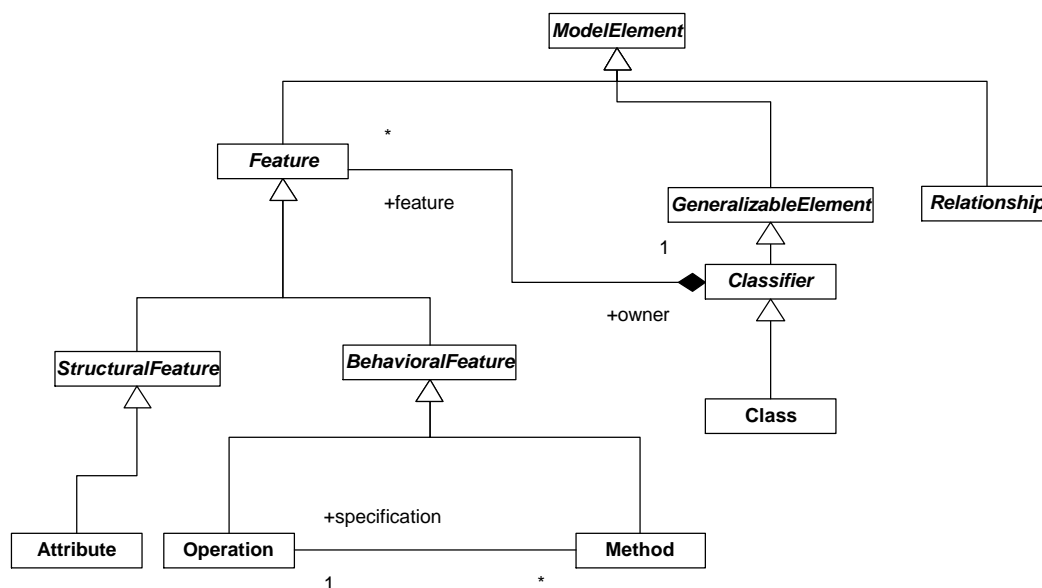 ModelElement
*
Feature
+feature
GeneralizableElement
Relationship
1
Classifier
+owner
StructuralFeature
BehavioralFeature
Class
+specification
Attribute
Operation
Method
1
*